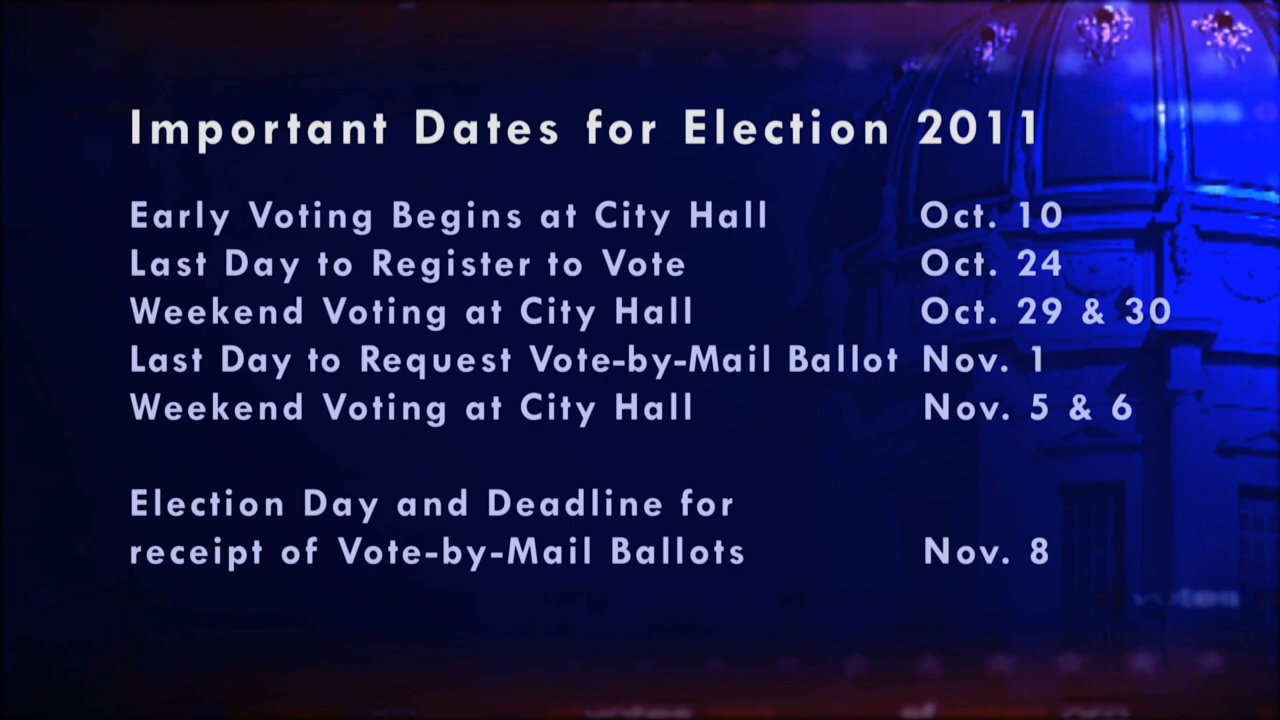 Important Dates for Election 2011
Early Voting Begins at City Hall Oct. 10
Last Day to Register to Vote Oct. 24
Weekend Voting at City Hall Oct. 29 & 30
Last Day to Request Vote-by-Mail Ballot Nov. 1
Weekend Voting at City Hall Nov. 5 & 6
Election Day and Deadline for
receipt of Vote-by-Mail Ballots Nov. 8
votes
votes